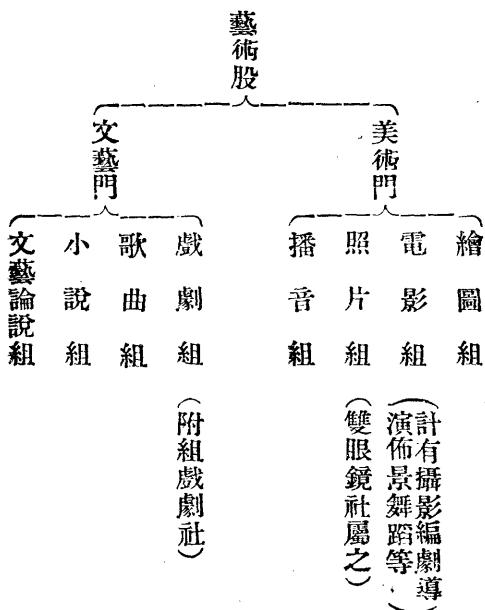 藝術股
美術門
繪圖組
電影組
(計有攝影編劇導
演佈景舞蹈等)
照片組
(雙眼鏡社屬之)
播音組
文藝門
戲劇組
(附組戲劇社)
歌曲組
小說組
文藝論說組